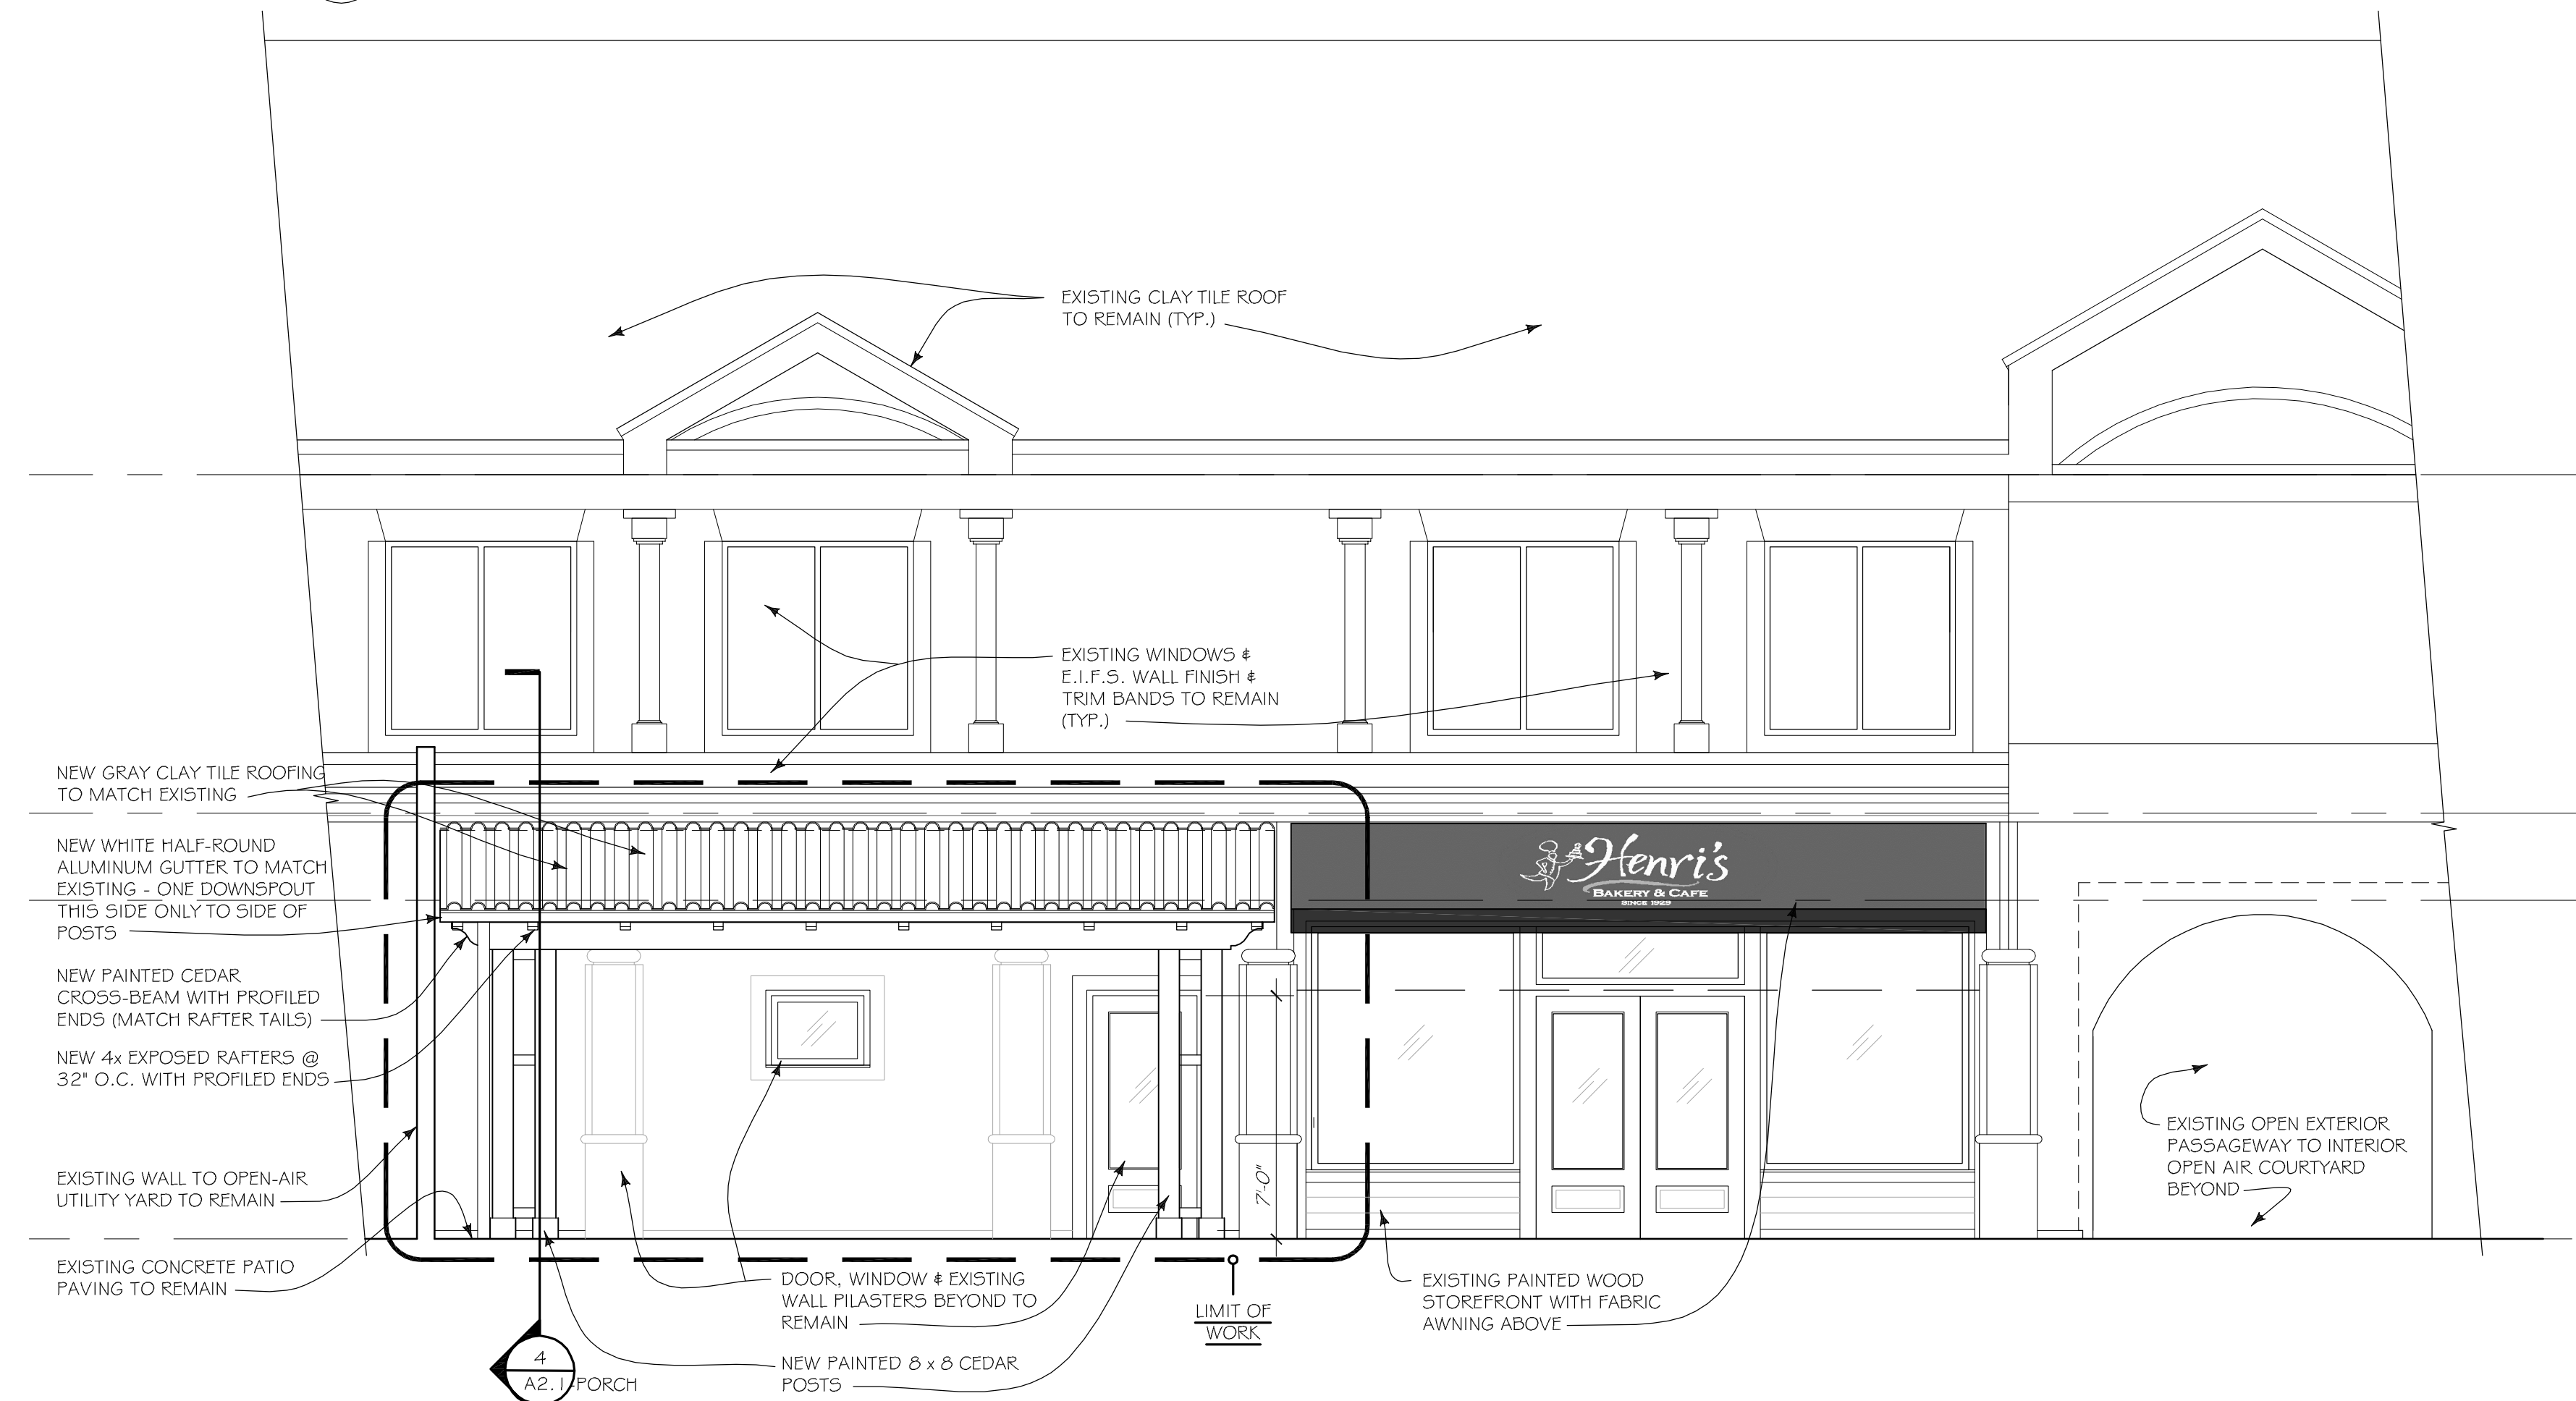 EXISTING CLAY TILE ROOF
TO REMAIN (TYP.)
EXISTING WINDOWS &
E.I.F.S. WALL FINISH &
TRIM BANDS TO REMAIN
(TYP.)
NEW GRAY CLAY TILE ROOFING
TO MATCH EXISTING
NEW WHITE HALF-ROUND
ALUMINUM GUTTER TO MATCH
EXISTING - ONE DOWNSPOUT
THIS SIDE ONLY TO SIDE OF
POSTS
NEW PAINTED CEDAR
CROSS-BEAM WITH PROFILED
ENDS (MATCH RAFTER TAILS)
NEW 4x EXPOSED RAFTERS @
32" O.C. WITH PROFILED ENDS
EXISTING WALL TO OPEN-AIR
UTILITY YARD TO REMAIN
EXISTING CONCRETE PATIO
PAVING TO REMAIN
Henri's
BAKERY & CAFE
SINCE 1929
7'-0"
EXISTING OPEN EXTERIOR
PASSAGEWAY TO INTERIOR
OPEN AIR COURTYARD
BEYOND
DOOR, WINDOW & EXISTING
WALL PILASTERS BEYOND TO
REMAIN
NEW PAINTED 8 x 8 CEDAR
POSTS
LIMIT OF
WORK
EXISTING PAINTED WOOD
STOREFRONT WITH FABRIC
AWNING ABOVE
4
A2.1-PORCH